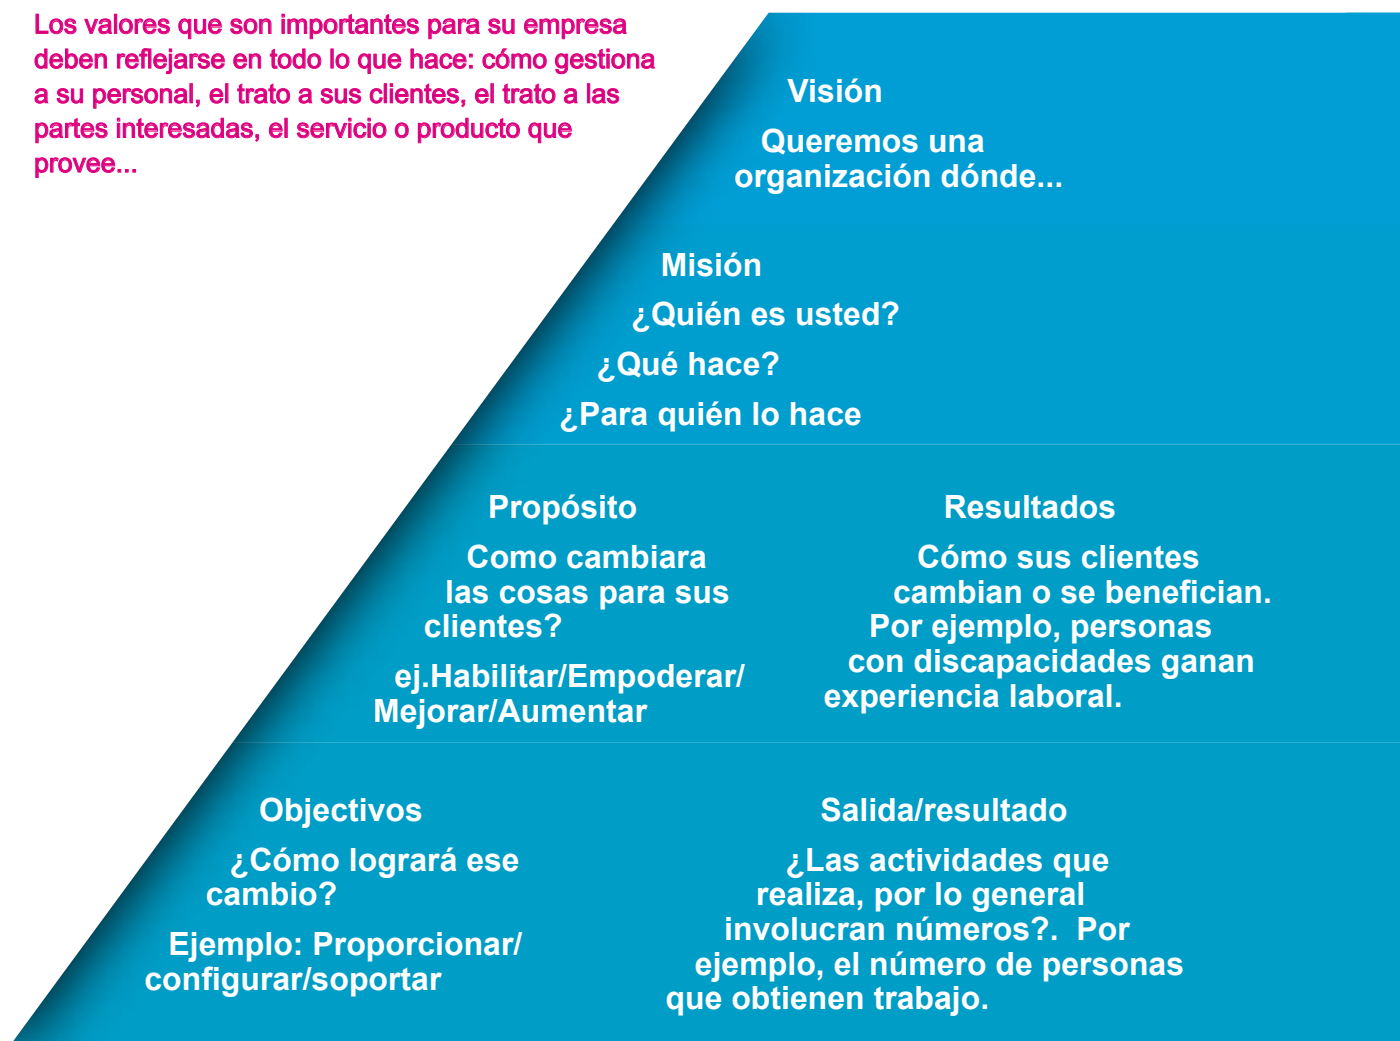 Los valores que son importantes para su empresa
deben reflejarse en todo lo que hace: cómo gestiona
a su personal, el trato a sus clientes, el trato a las
partes interesadas, el servicio o producto que
provee...
Visión
Queremos una
organización dónde...
Misión
¿Quién es usted?
¿Qué hace?
¿Para quién lo hace
Propósito
Como cambiara
las cosas para sus
clientes?
ej.Habilitar/Empoderar/
Mejorar/Aumentar
Resultados
Cómo sus clientes
cambian o se benefician.
Por ejemplo, personas
con discapacidades ganan
experiencia laboral.
Objectivos
¿Cómo logrará ese
cambio?
Ejemplo: Proporcionar/
configurar/soportar
Salida/resultado
¿Las actividades que
realiza, por lo general
involucran números?.  Por
ejemplo, el número de personas
que obtienen trabajo.